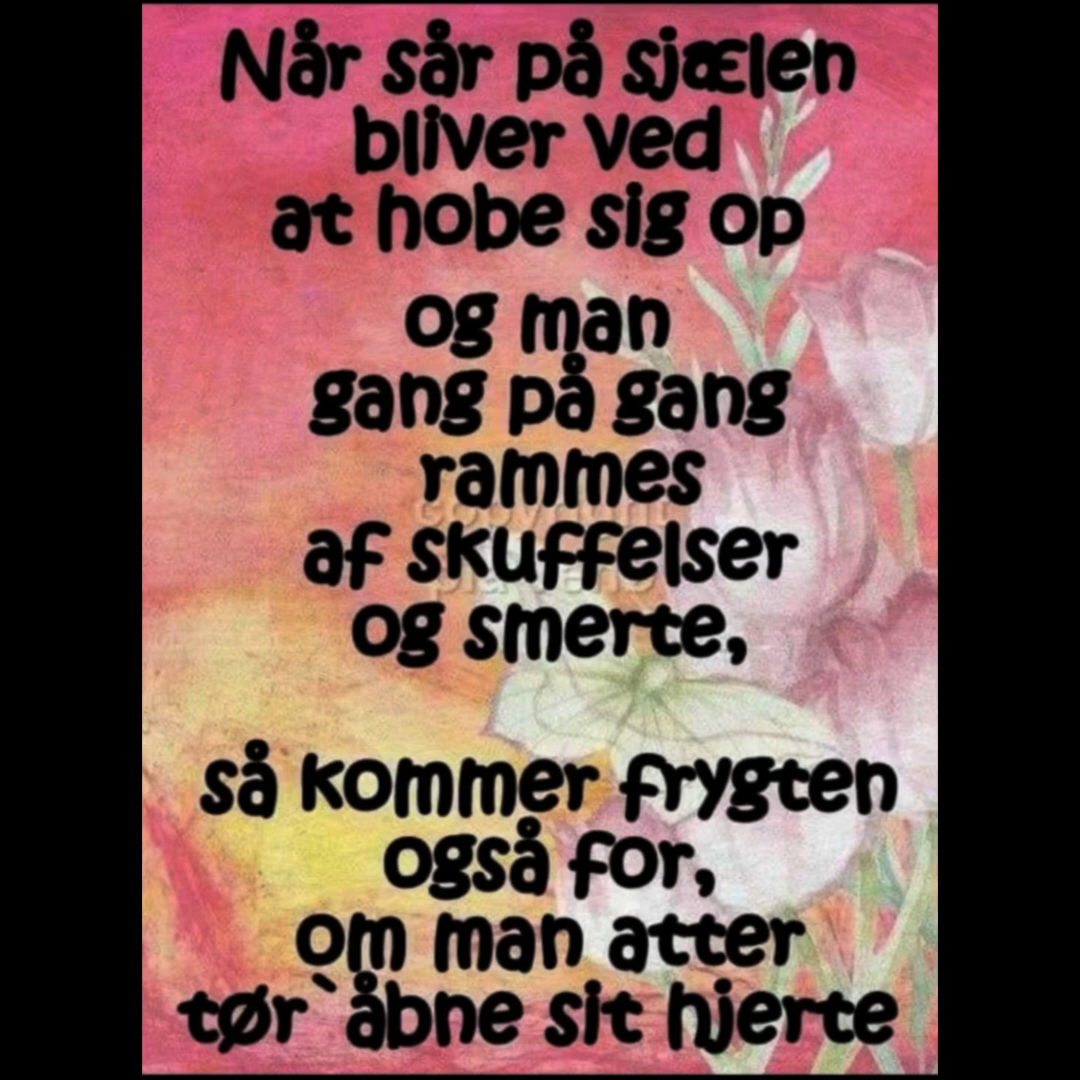 Når sår på sjælen
bliver ved
at hobe sig op
og man
gang på gang
rammes
af skuffelser
og smerte,
så kommer frygten
også for,
om man atter
tør`åbne sit hjerte